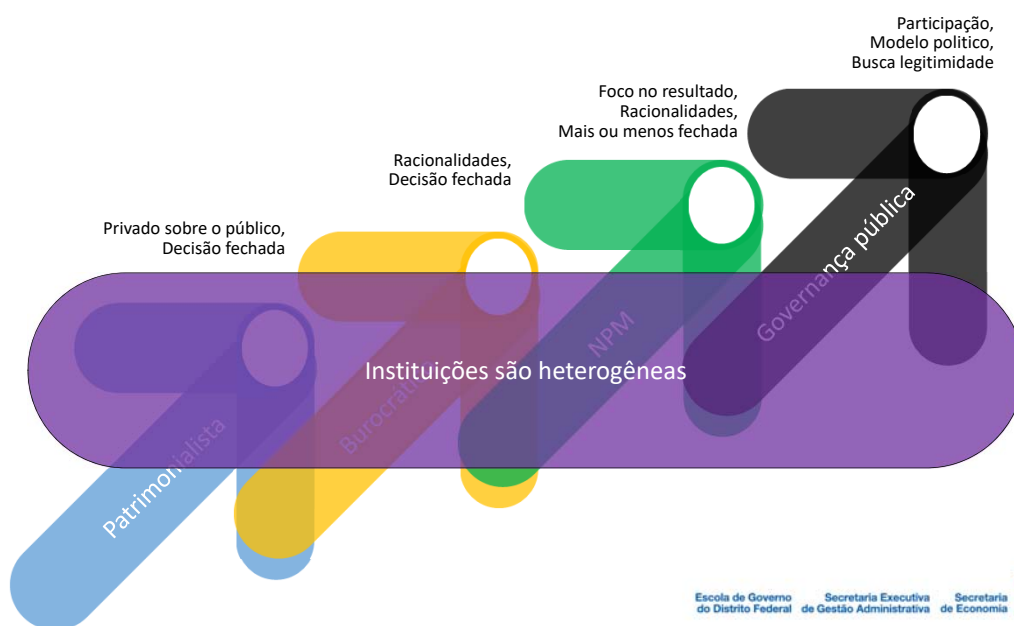 Participação,
Modelo politico,
Busca legitimidade
Foco no resultado,
Racionalidades,
Mais ou menos fechada
Racionalidades,
Decisão fechada
Privado sobre o público,
Decisão fechada
Patrimonialista
Burocrático
NPM
Governança pública
Instituições são heterogêneas
Escola de Governo
do Distrito Federal
Secretaria Executiva
de Gestão Administrativa
Secretaria
de Economia